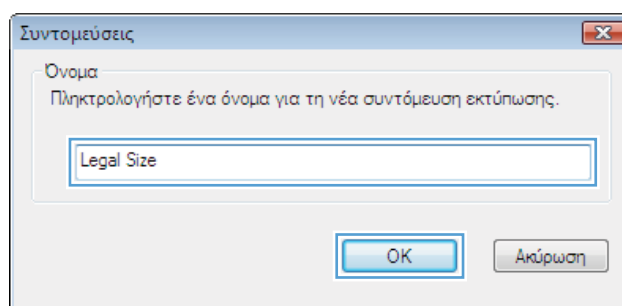 Συντομεύσεις
Όνομα
Πληκτρολογήστε ένα όνομα για τη νέα συντόμευση εκτύπωσης.
Legal Size
OK
Ακύρωση